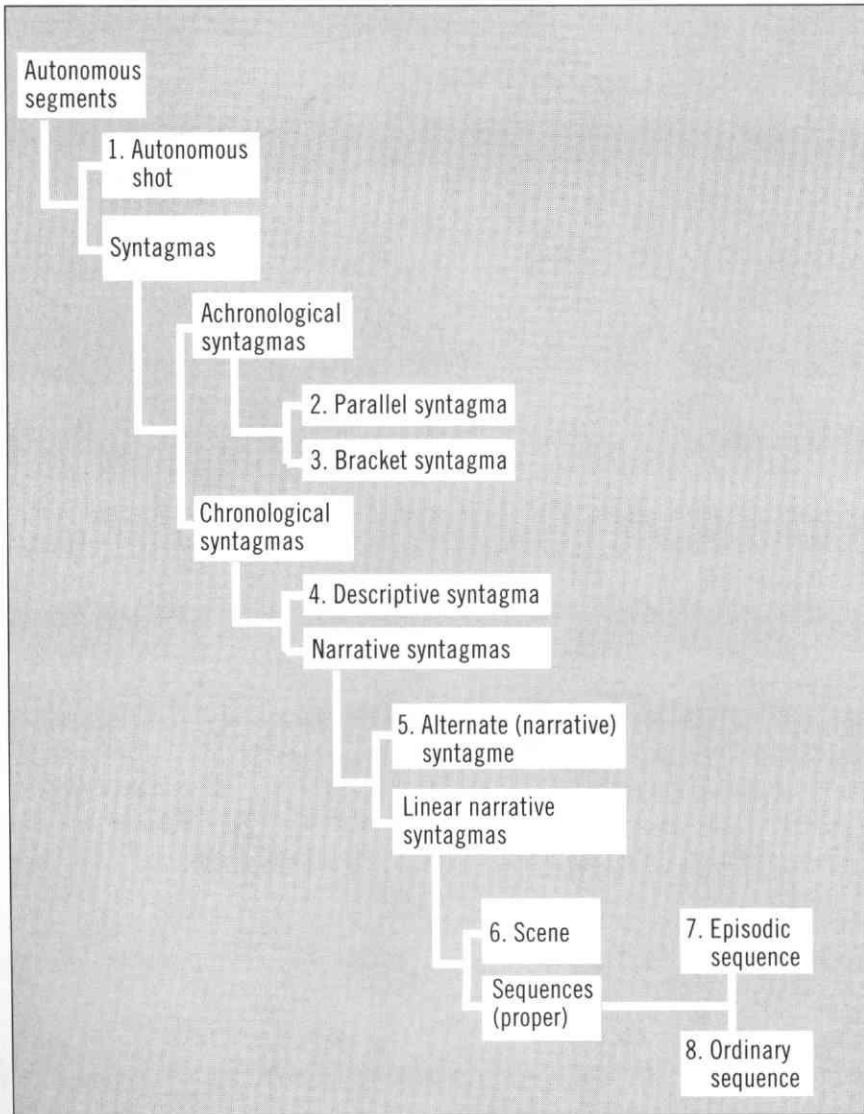 Autonomous
segments
1. Autonomous
shot
Syntagmas
Achronological
syntagmas
2. Parallel syntagma
3. Bracket syntagma
Chronological
syntagmas
4. Descriptive syntagma
Narrative syntagmas
5. Alternate (narrative)
syntagme
Linear narrative
syntagmas
6. Scene
Sequences
(proper)
7. Episodic
sequence
8. Ordinary
sequence